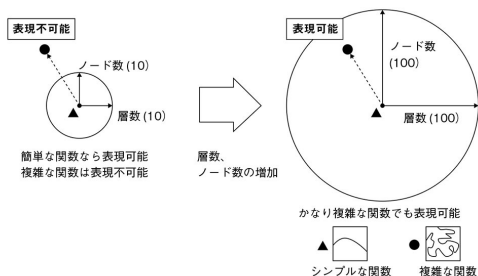 表現不可能
ノード数(10)
層数(10)
簡単な関数なら表現可能
複雑な関数は表現不可能
層数、
ノード数の増加
表現可能
ノード数
(100)
層数(100)
かなり複雑な関数でも表現可能
シンプルな関数
複雑な関数